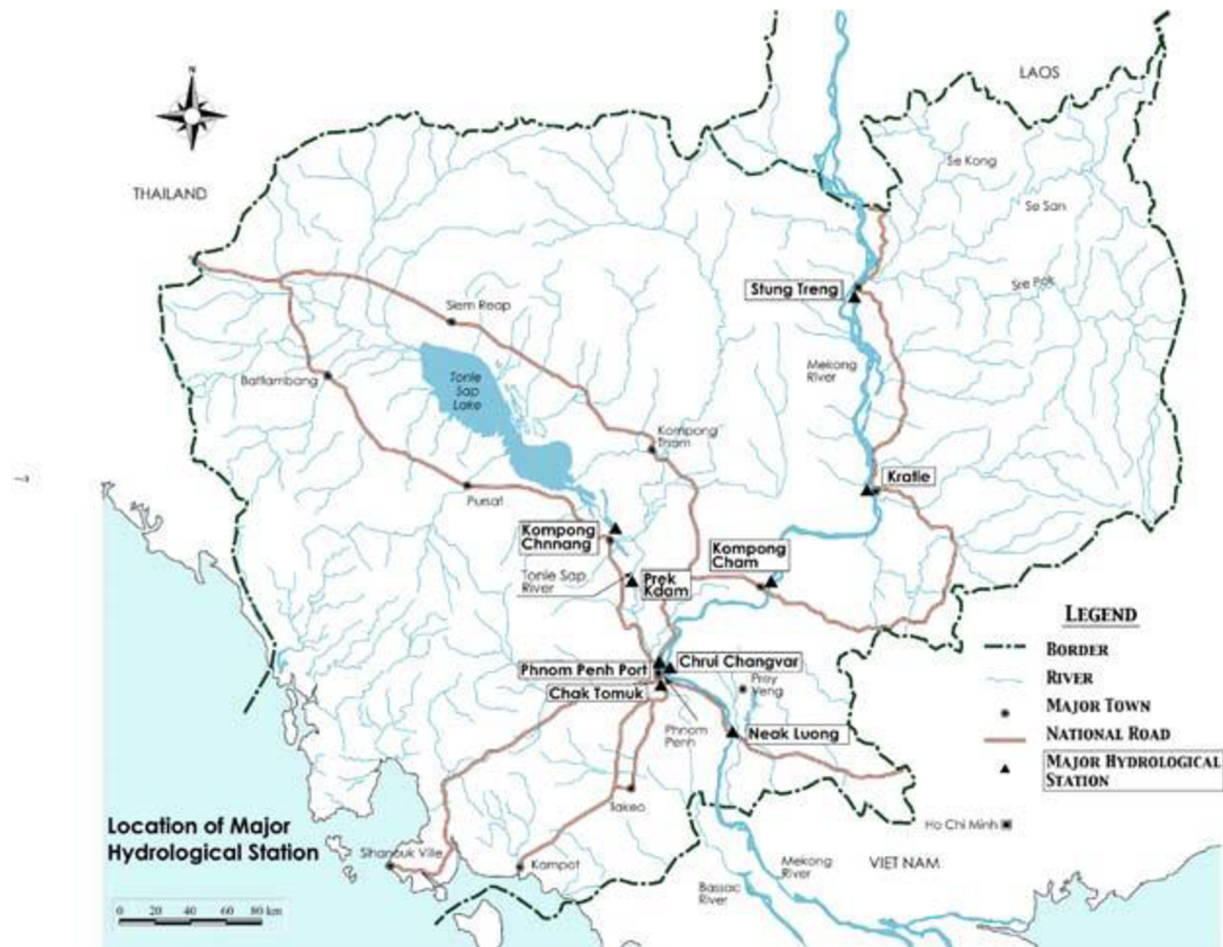 N
LAOS
THAILAND
Se Kong
Se San
Sre Pok
Stung Treng
Siem Reap
Mekong
River
Battambang
Tonle
Sap
Lake
Kompong
Thom
Pursat
Kratie
Kompong
Chnnang
Kompong
Cham
Tonle Sap
River
Prek
Kdam
LEGEND
BORDER
RIVER
MAJOR TOWN
NATIONAL ROAD
MAJOR HYDROLOGICAL
STATION
Phnom Penh Port
Chrui Changvar
Chak Tomuk
Prey
Veng
Phnom
Penh
Neak Luong
Takeo
Ho Chi Minh
Location of Major
Hydrological Station
Sihanouk Ville
Kampot
VIET NAM
Mekong
River
Bassac
River
0 20 40 60 80 km